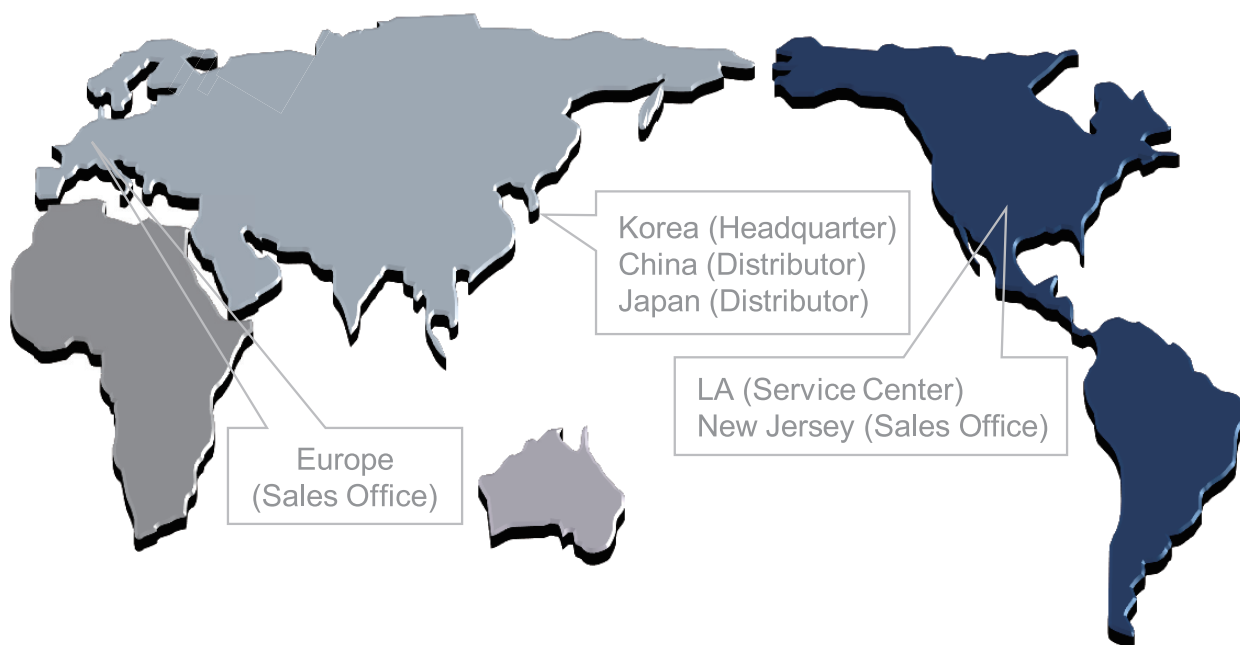 Korea (Headquarter)
China (Distributor)
Japan (Distributor)
LA (Service Center)
New Jersey (Sales Office)
Europe
(Sales Office)